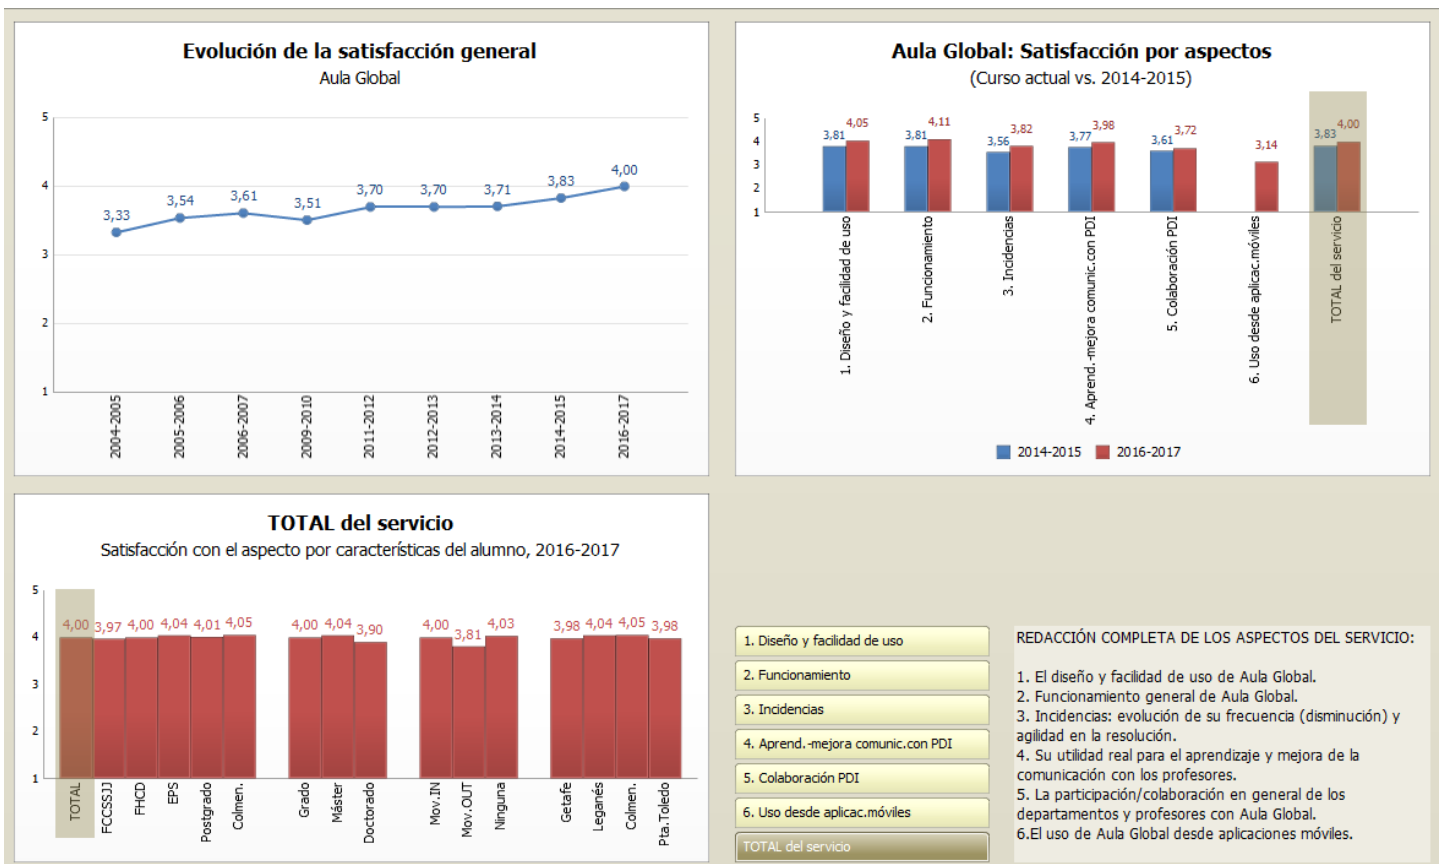 Evolución de la satisfacción general
Aula Global
5
4
3
2
1
3,33
3,54
3,61
3,51
3,70
3,70
3,71
3,83
4,00
2004-2005
2005-2006
2006-2007
2009-2010
2011-2012
2012-2013
2013-2014
2014-2015
2016-2017
Aula Global: Satisfacción por aspectos
(Curso actual vs. 2014-2015)
5
4
3
2
1
3,81
4,05
3,81
4,11
3,56
3,82
3,77
3,98
3,61
3,72
3,14
3,83
4,00
1. Diseño y facilidad de uso
2. Funcionamiento
3. Incidencias
4. Aprend.-mejora comunic.con PDI
5. Colaboración PDI
6. Uso desde aplicac.móviles
TOTAL del servicio
2014-2015
2016-2017
TOTAL del servicio
Satisfacción con el aspecto por características del alumno, 2016-2017
5
4
3
2
1
4,00
3,97
4,00
4,04
4,01
4,05
4,00
4,04
3,90
4,00
3,81
4,03
3,98
4,04
4,05
3,98
TOTAL
FCCSSJJ
FHCD
EPS
Postgrado
Colmen.
Grado
Máster
Doctorado
Mov.IN
Mov.OUT
Ninguna
Getafe
Leganés
Colmen.
Pta.Toledo
1. Diseño y facilidad de uso
2. Funcionamiento
3. Incidencias
4. Aprend.-mejora comunic.con PDI
5. Colaboración PDI
6. Uso desde aplicac.móviles
TOTAL del servicio
REDACCIÓN COMPLETA DE LOS ASPECTOS DEL SERVICIO:
1. El diseño y facilidad de uso de Aula Global.
2. Funcionamiento general de Aula Global.
3. Incidencias: evolución de su frecuencia (disminución) y
agilidad en la resolución.
4. Su utilidad real para el aprendizaje y mejora de la
comunicación con los profesores.
5. La participación/colaboración en general de los
departamentos y profesores con Aula Global.
6.El uso de Aula Global desde aplicaciones móviles.